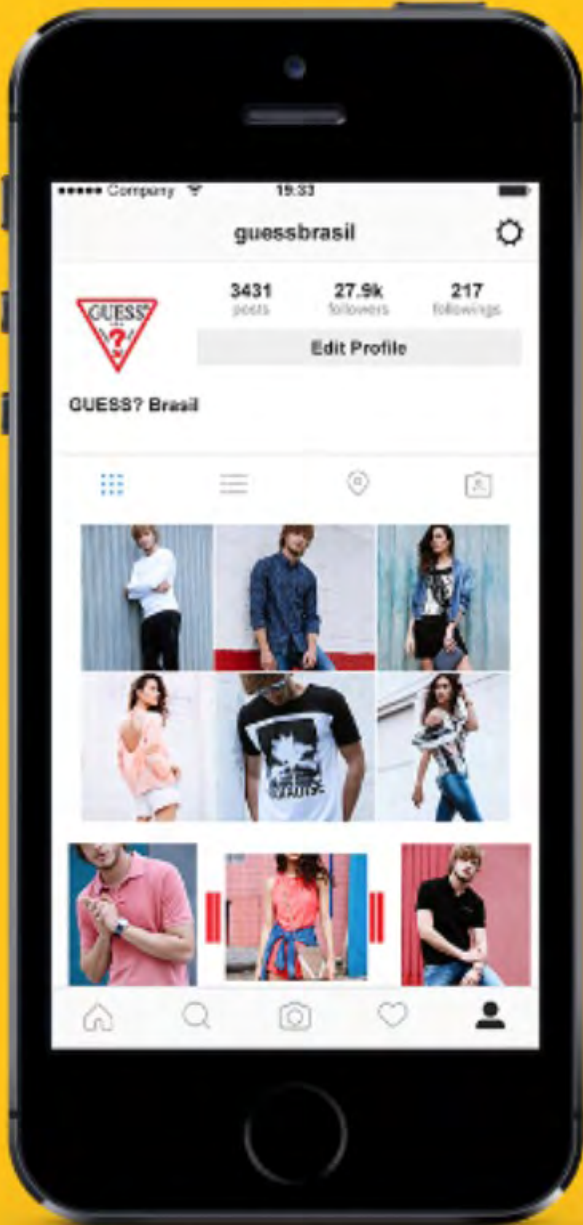 Company 19:33
guessbrasil
3431 27.9k 217
posts followers followings
GUESS?
Edit Profile
GUESS? Brasil